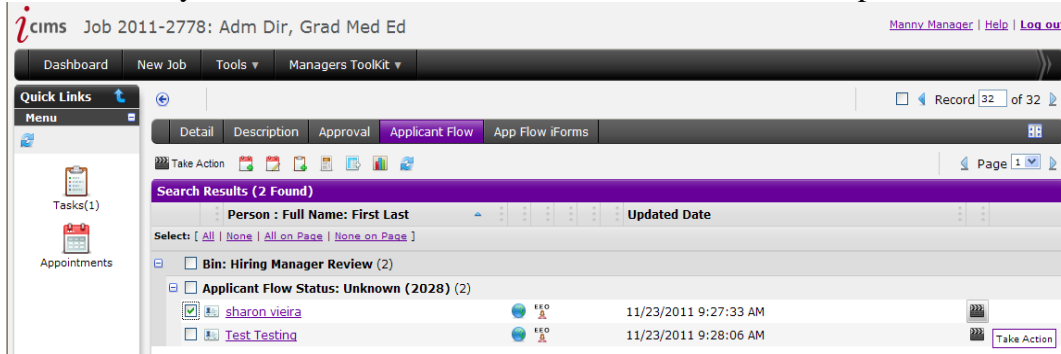 icims Job 2011-2778: Adm Dir, Grad Med Ed
Manny Manager | Help | Log out
Dashboard New Job Tools ▾ Managers ToolKit ▾
Quick Links
Record 32 of 32
Menu
Detail Description Approval Applicant Flow App Flow iForms
Take Action
Page 1
Search Results (2 Found)
Tasks(1)
Person : Full Name: First Last Updated Date
Select: [ All | None | All on Page | None on Page ]
Appointments
Bin: Hiring Manager Review (2)
Applicant Flow Status: Unknown (2028) (2)
sharon vieira EEO 11/23/2011 9:27:33 AM
Test Testing EEO 11/23/2011 9:28:06 AM
Take Action